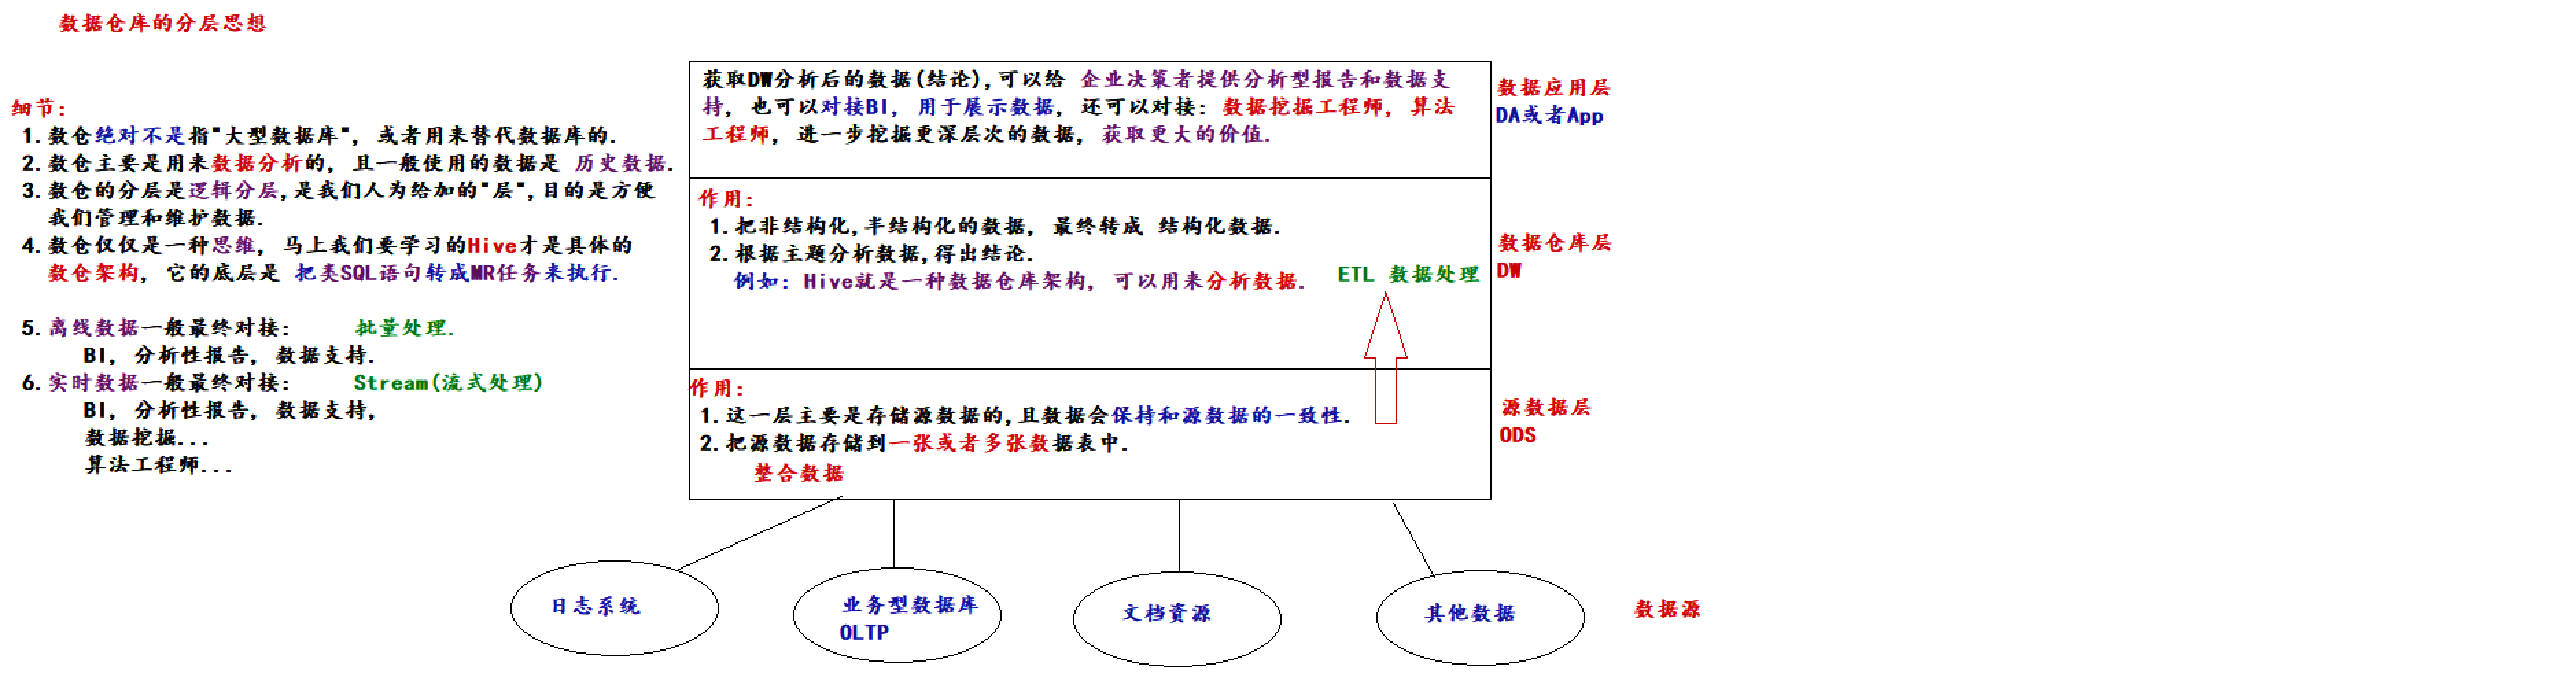 数据仓库的分层思想
细节:
1.数仓绝对不是指"大型数据库", 或者用来替代数据库的.
2.数仓主要是用来数据分析的, 且一般使用的数据是 历史数据.
3.数仓的分层是逻辑分层,是我们人为给加的"层",目的是方便
我们管理和维护数据.
4.数仓仅仅是一种思维, 马上我们要学习的Hive才是具体的
数仓架构, 它的底层是 把类SQL语句转成MR任务来执行.
5.离线数据一般最终对接: 批量处理.
BI, 分析性报告, 数据支持.
6.实时数据一般最终对接: Stream(流式处理)
BI, 分析性报告, 数据支持,
数据挖掘...
算法工程师...
获取DW分析后的数据(结论),可以给 企业决策者提供分析型报告和数据支
持, 也可以对接BI, 用于展示数据, 还可以对接: 数据挖掘工程师, 算法
工程师, 进一步挖掘更深层次的数据, 获取更大的价值.
数据应用层
DA或者App
作用:
1.把非结构化,半结构化的数据, 最终转成 结构化数据.
2.根据主题分析数据,得出结论.
例如: Hive就是一种数据仓库架构, 可以用来分析数据.
ETL 数据处理
数据仓库层
DW
作用:
1.这一层主要是存储源数据的,且数据会保持和源数据的一致性.
2.把源数据存储到一张或者多张数据表中.
整合数据
源数据层
ODS
日志系统
业务型数据库
OLTP
文档资源
其他数据
数据源